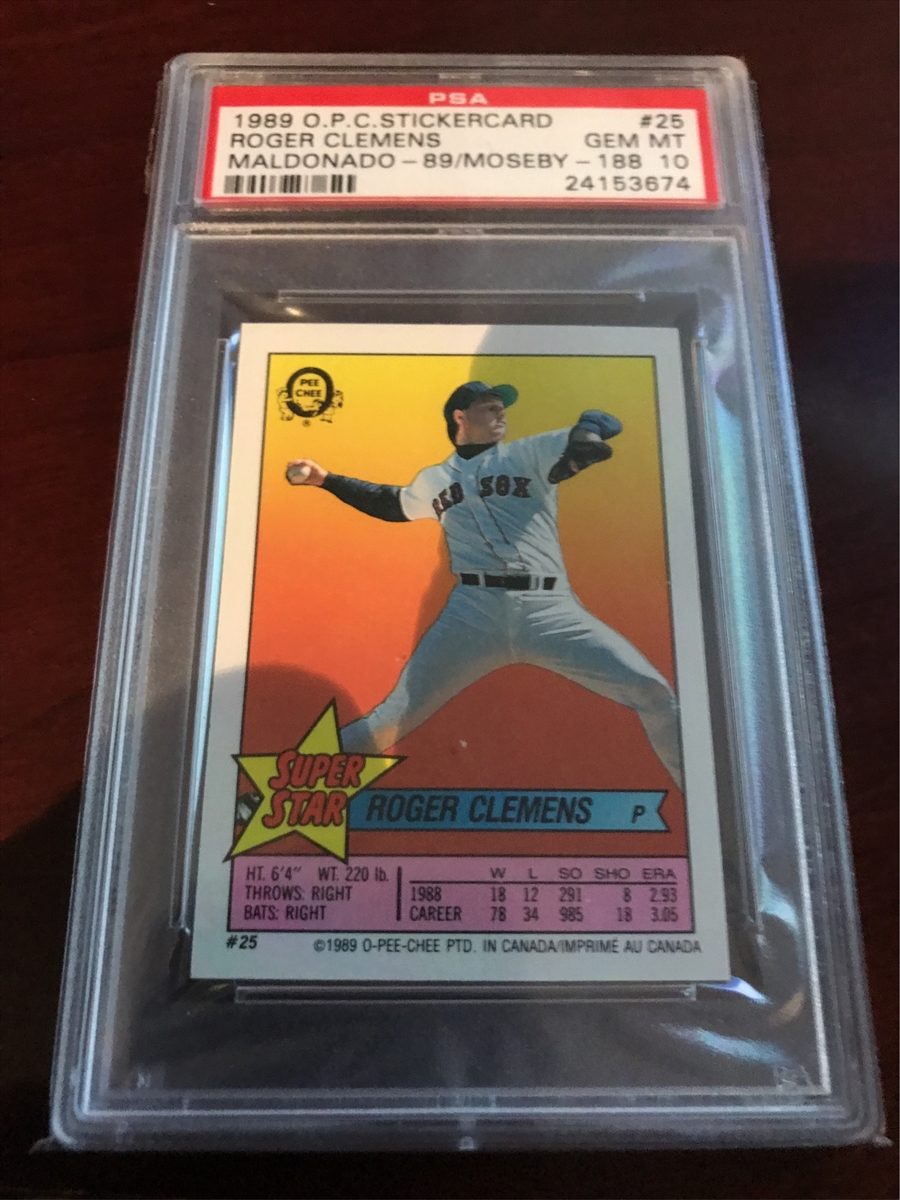 PSA
1989 O.P.C.STICKERCARD #25
ROGER CLEMENS GEM MT
MALDONADO - 89/MOSEBY - 188 10
24153674
PEE
CHEE
®
RED SOX
SUPER
STAR
ROGER CLEMENS P
HT. 6'4" WT. 220 lb.
THROWS: RIGHT
BATS: RIGHT
W L SO SHO ERA
1988 18 12 291 8 2.93
CAREER 78 34 985 18 3.05
#25 ©1989 O-PEE-CHEE PTD. IN CANADA/IMPRIMÉ AU CANADA